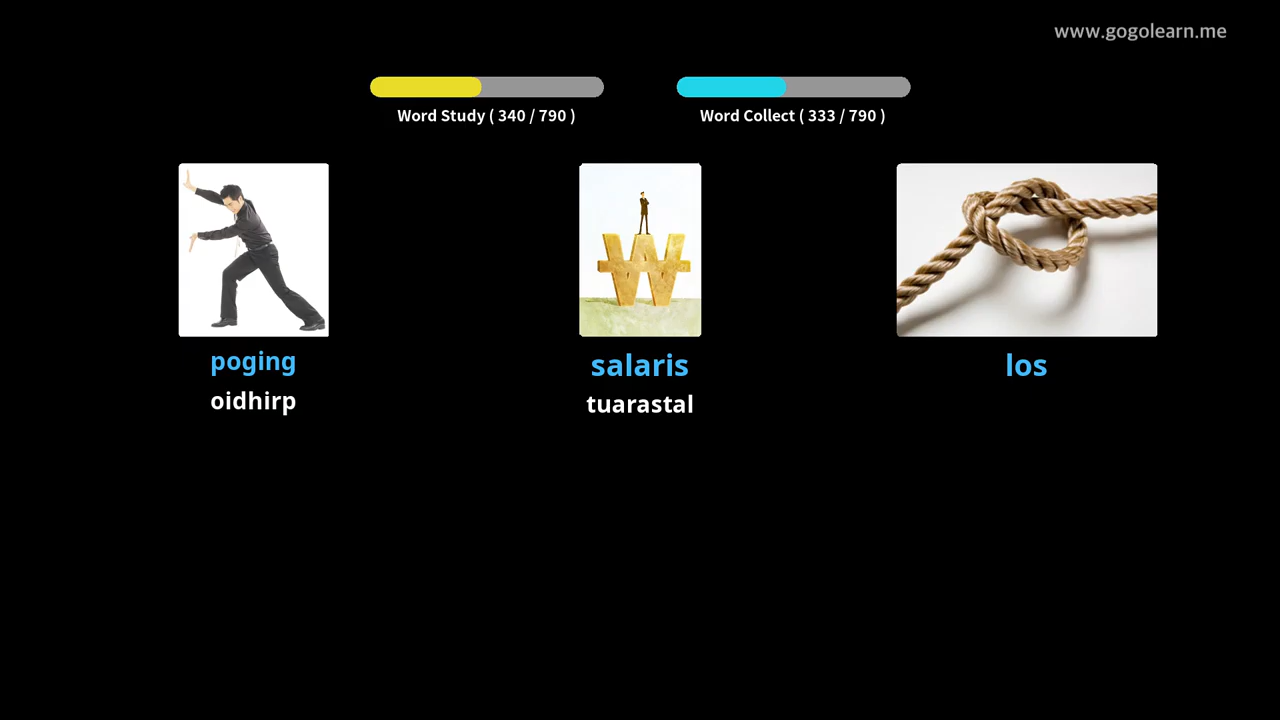 www.gogolearn.me
Word Study ( 340 / 790 )
Word Collect ( 333 / 790 )
poging
oidhirp
salaris
tuarastal
los